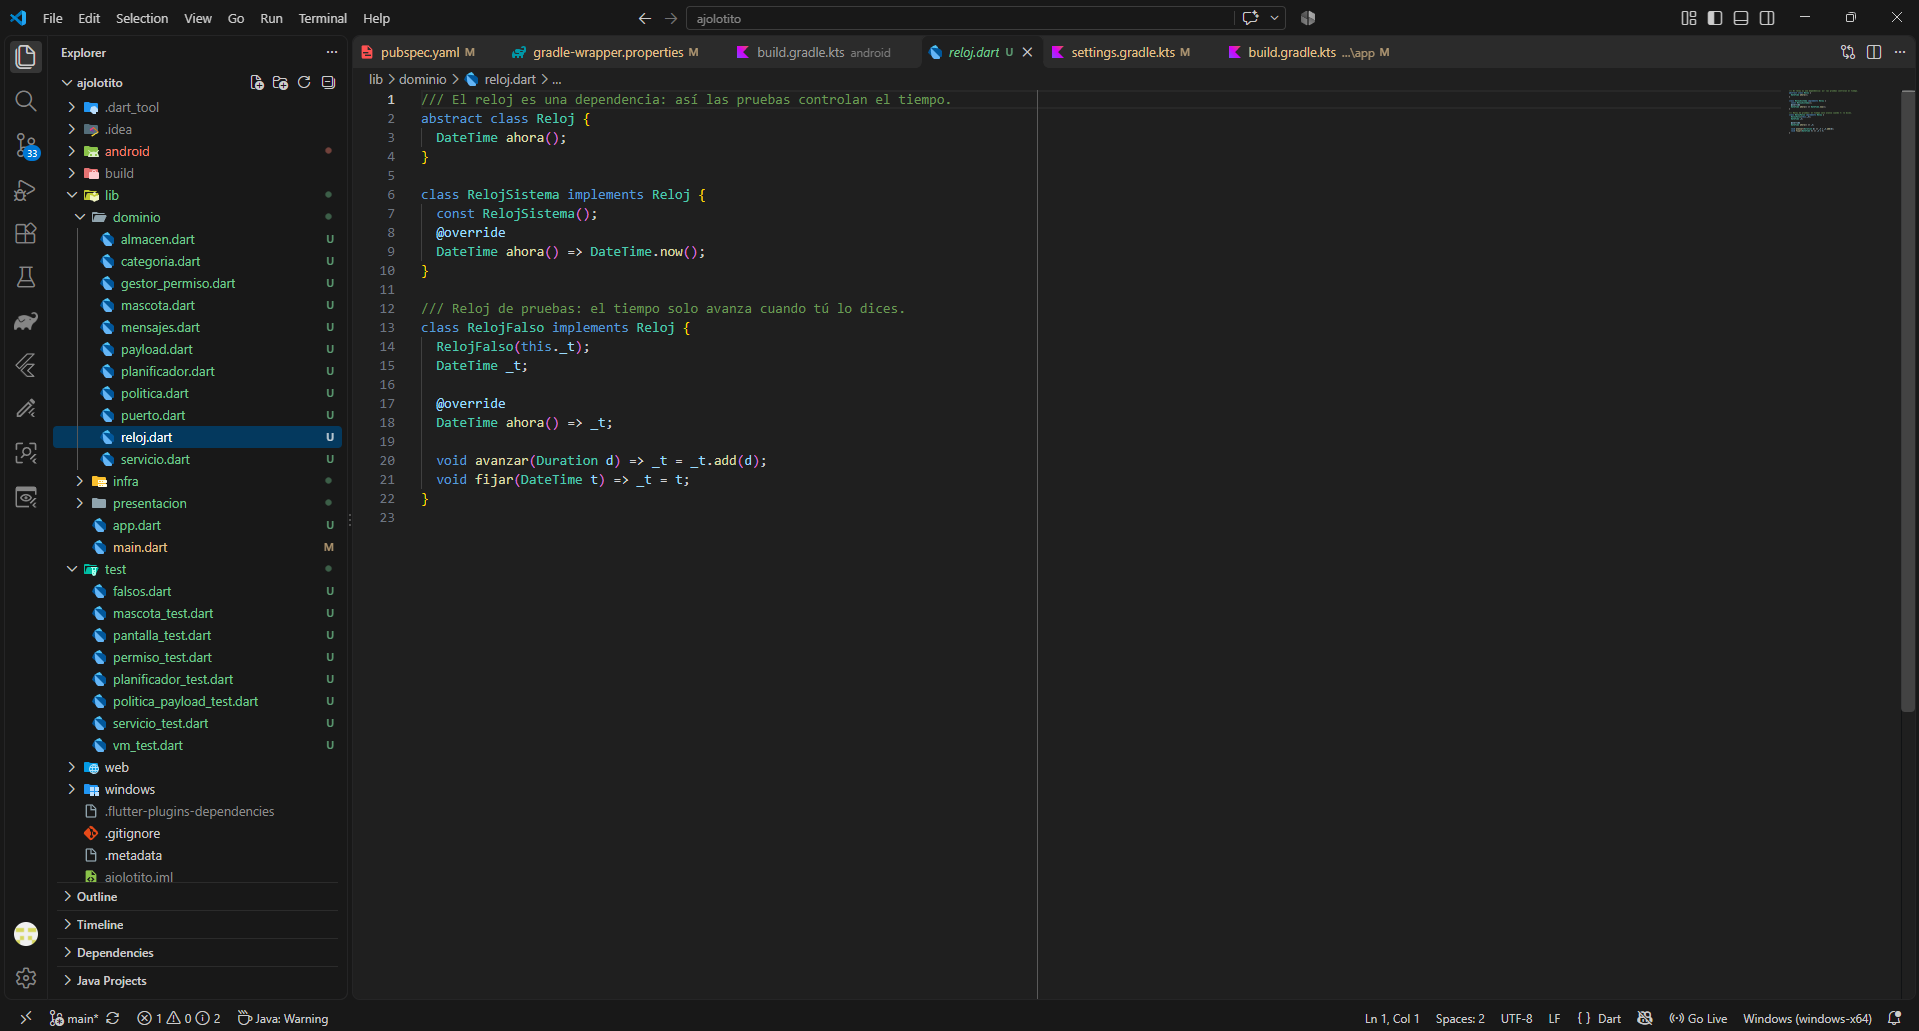 File Edit Selection View Go Run Terminal Help
ajolotito
Explorer
pubspec.yaml M
gradle-wrapper.properties M
build.gradle.kts android
reloj.dart U
settings.gradle.kts M
build.gradle.kts ...\app M
lib > dominio > reloj.dart > ...
ajolotito
.dart_tool
.idea
android
build
lib
dominio
almacen.dart U
categoria.dart U
gestor_permiso.dart U
mascota.dart U
mensajes.dart U
payload.dart U
planificador.dart U
politica.dart U
puerto.dart U
reloj.dart U
servicio.dart U
infra
presentacion
app.dart U
main.dart M
test
falsos.dart U
mascota_test.dart U
pantalla_test.dart U
permiso_test.dart U
planificador_test.dart U
politica_payload_test.dart U
servicio_test.dart U
vm_test.dart U
web
windows
.flutter-plugins-dependencies
.gitignore
.metadata
ajolotito.iml
Outline
Timeline
Dependencies
Java Projects
33
1 /// El reloj es una dependencia: así las pruebas controlan el tiempo.
2 abstract class Reloj {
3 DateTime ahora();
4 }
5
6 class RelojSistema implements Reloj {
7 const RelojSistema();
8 @override
9 DateTime ahora() => DateTime.now();
10 }
11
12 /// Reloj de pruebas: el tiempo solo avanza cuando tú lo dices.
13 class RelojFalso implements Reloj {
14 RelojFalso(this._t);
15 DateTime _t;
16
17 @override
18 DateTime ahora() => _t;
19
20 void avanzar(Duration d) => _t = _t.add(d);
21 void fijar(DateTime t) => _t = t;
22 }
23
main* 1 0 2 Java: Warning
Ln 1, Col 1 Spaces: 2 UTF-8 LF { } Dart Go Live Windows (windows-x64)